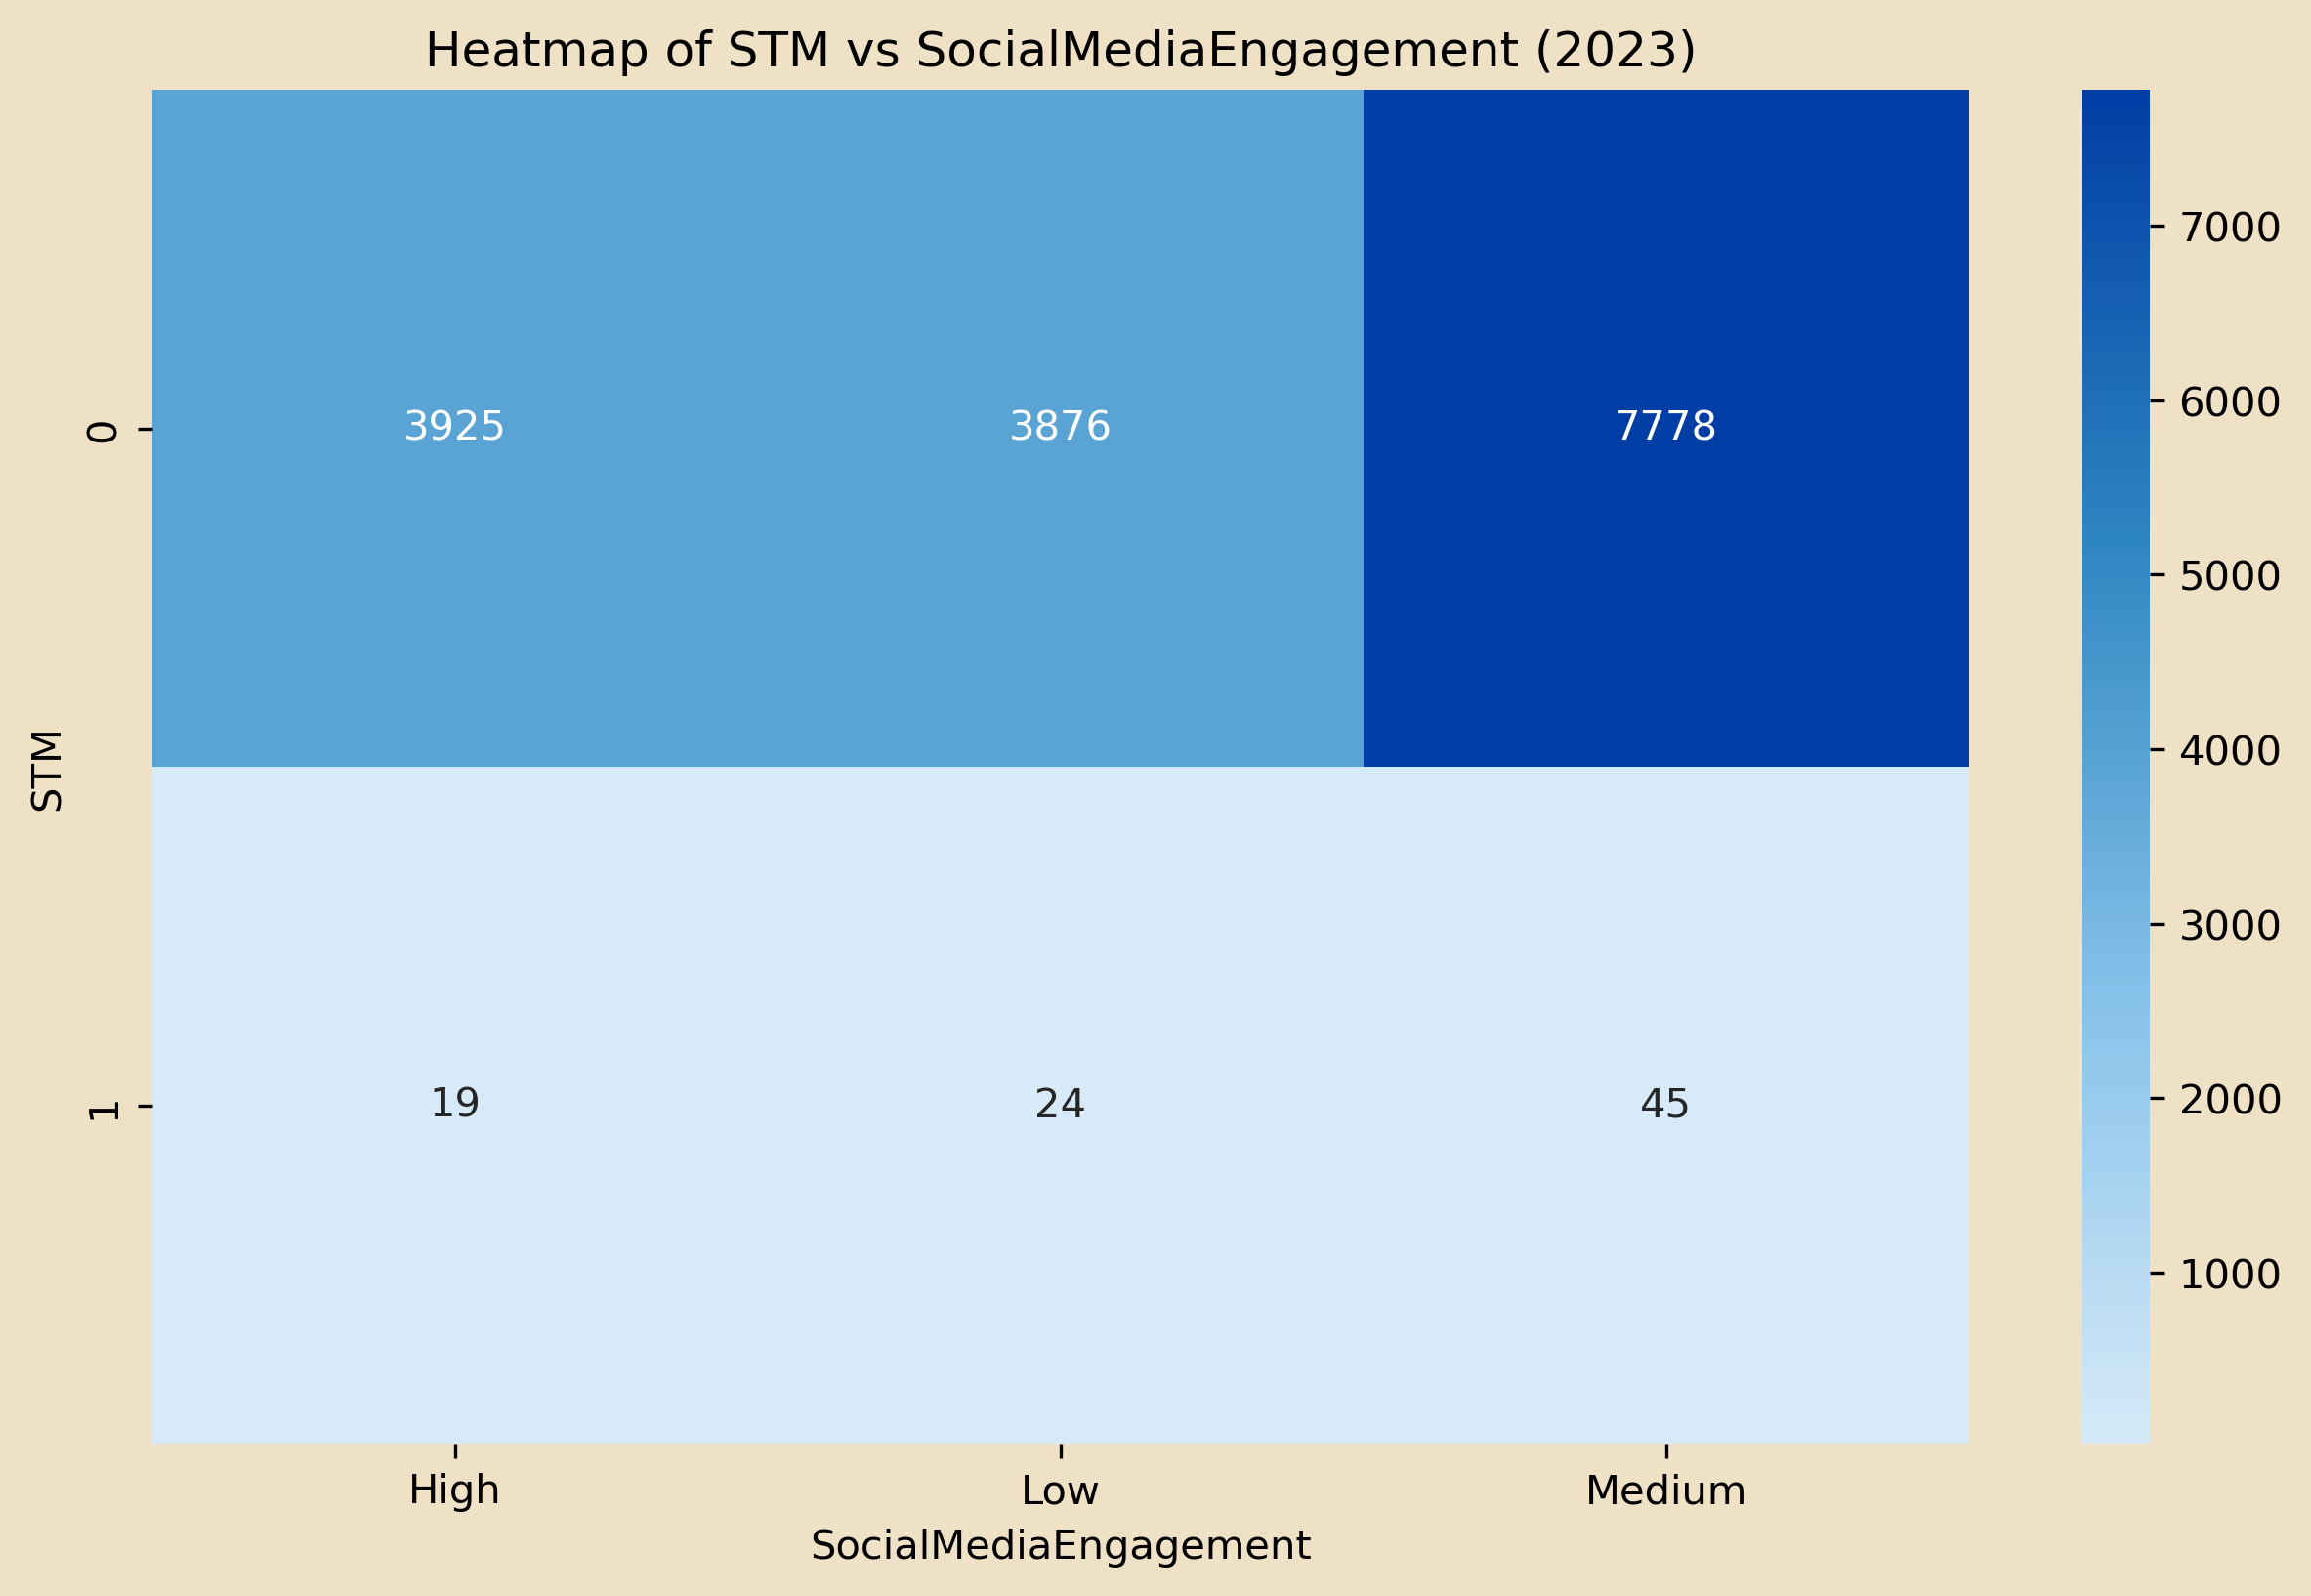 Heatmap of STM vs SocialMediaEngagement (2023)
STM
0
3925 3876 7778
1
19 24 45
High Low Medium
SocialMediaEngagement
7000
6000
5000
4000
3000
2000
1000